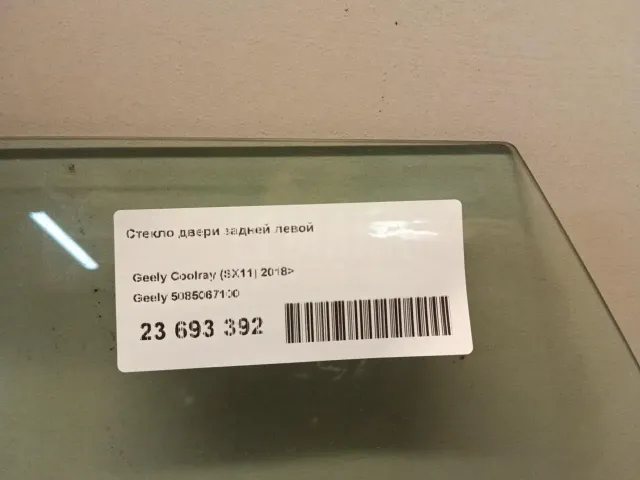 Стекло двери задней левой
Geely Coolray (SX11) 2018>
Geely 5085067100
23 693 392